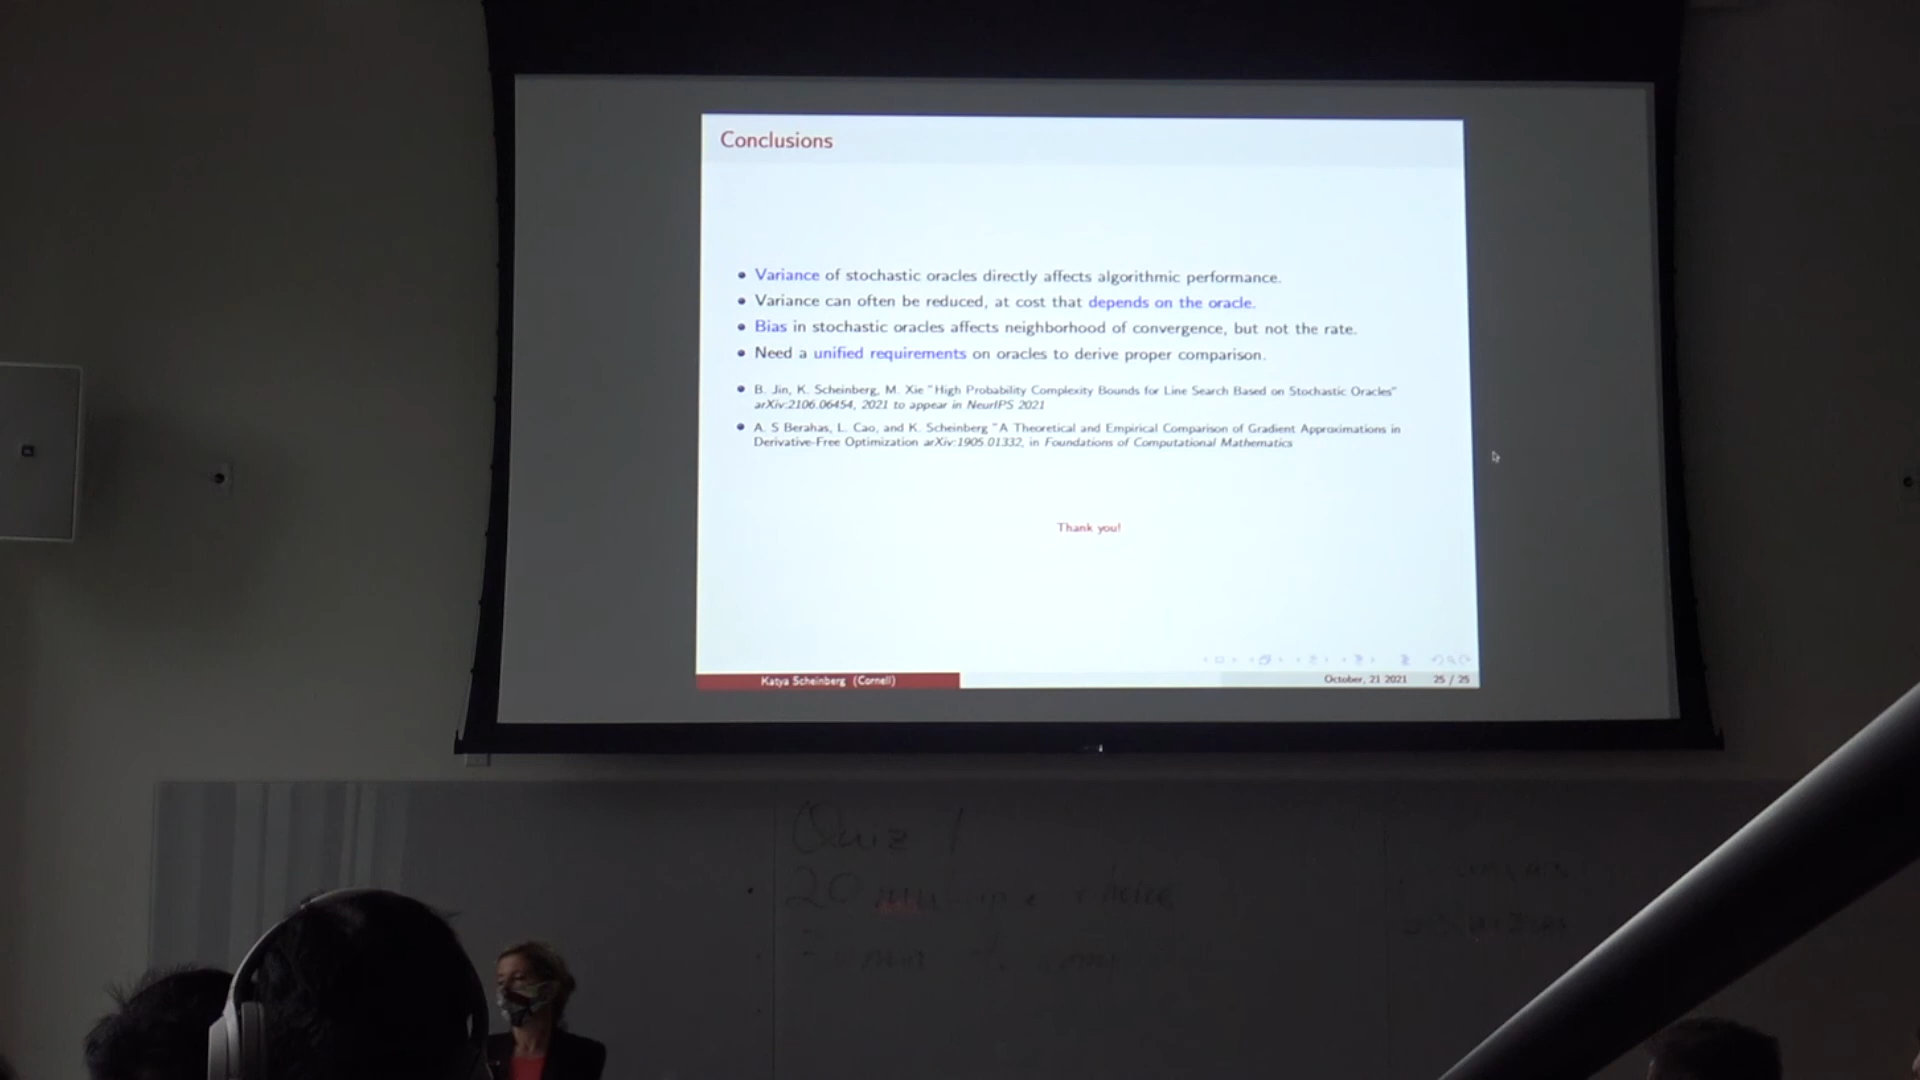 Conclusions
Variance of stochastic oracles directly affects algorithmic performance.
Variance can often be reduced, at cost that depends on the oracle.
Bias in stochastic oracles affects neighborhood of convergence, but not the rate.
Need a unified requirements on oracles to derive proper comparison.
B. Jin, K. Scheinberg, M. Xie "High Probability Complexity Bounds for Line Search Based on Stochastic Oracles"
arXiv:2106.06454, 2021 to appear in NeurIPS 2021
A. S Berahas, L. Cao, and K. Scheinberg "A Theoretical and Empirical Comparison of Gradient Approximations in
Derivative-Free Optimization arXiv:1905.01332, in Foundations of Computational Mathematics
Thank you!
Katya Scheinberg (Cornell)
October, 21 2021 25 / 25
Quiz 1
20